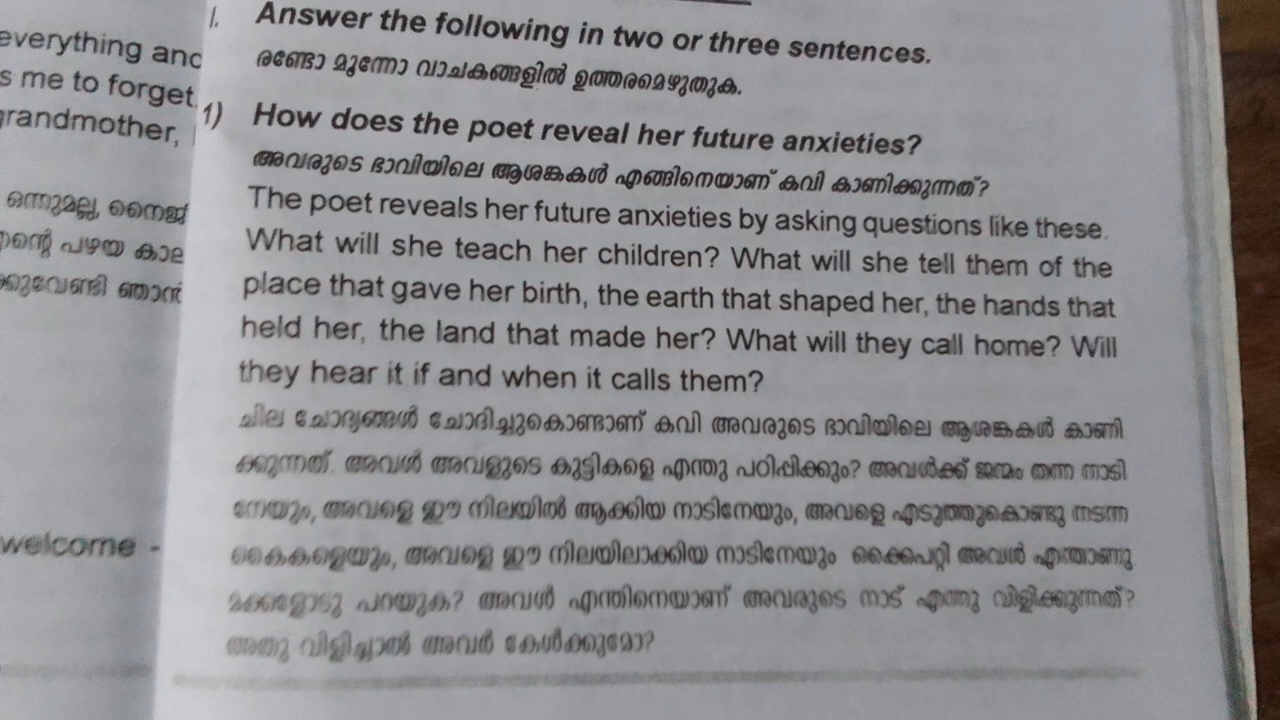 everything and
s me to forget.
grandmother,
ഒന്നുമല്ല, നൈജ
ന്റെ പഴയ കാല
ക്കുവേണ്ടി ഞാൻ
welcome -
I. Answer the following in two or three sentences.
രണ്ടോ മൂന്നോ വാചകങ്ങളിൽ ഉത്തരമെഴുതുക.
1) How does the poet reveal her future anxieties?
അവരുടെ ഭാവിയിലെ ആശങ്കകൾ എങ്ങിനെയാണ് കവി കാണിക്കുന്നത്?
The poet reveals her future anxieties by asking questions like these.
What will she teach her children? What will she tell them of the
place that gave her birth, the earth that shaped her, the hands that
held her, the land that made her? What will they call home? Will
they hear it if and when it calls them?
ചില ചോദ്യങ്ങൾ ചോദിച്ചുകൊണ്ടാണ് കവി അവരുടെ ഭാവിയിലെ ആശങ്കകൾ കാണി
ക്കുന്നത്. അവൾ അവളുടെ കുട്ടികളെ എന്തു പഠിപ്പിക്കും? അവൾക്ക് ജന്മം തന്ന നാടി
നേയും, അവളെ ഈ നിലയിൽ ആക്കിയ നാടിനേയും, അവളെ എടുത്തുകൊണ്ടു നടന്ന
കൈകളെയും, അവളെ ഈ നിലയിലാക്കിയ നാടിനേയും ക്കൈപറ്റി അവൾ എന്താണു
മക്കളോടു പറയുക? അവൾ എന്തിനെയാണ് അവരുടെ നാട് എന്നു വിളിക്കുന്നത്?
അതു വിളിച്ചാൽ അവർ കേൾക്കുമോ?